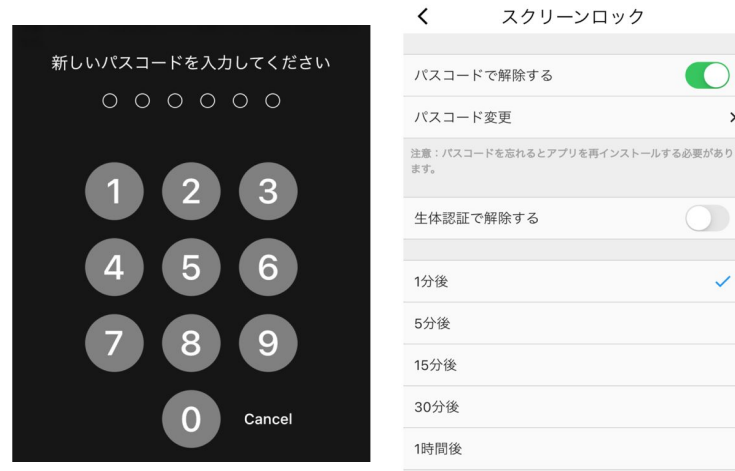 新しいパスコードを入力してください
1 2 3
4 5 6
7 8 9
0 Cancel
スクリーンロック
パスコードで解除する
パスコード変更
注意：パスコードを忘れるとアプリを再インストールする必要があり
ます。
生体認証で解除する
1分後
5分後
15分後
30分後
1時間後